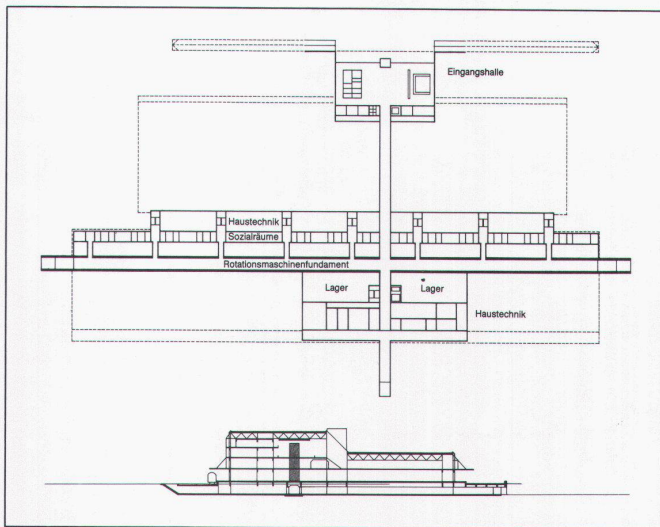 Eingangshalle
Haustechnik
Sozialräume
Rotationsmaschinenfundament
Lager Lager
Haustechnik